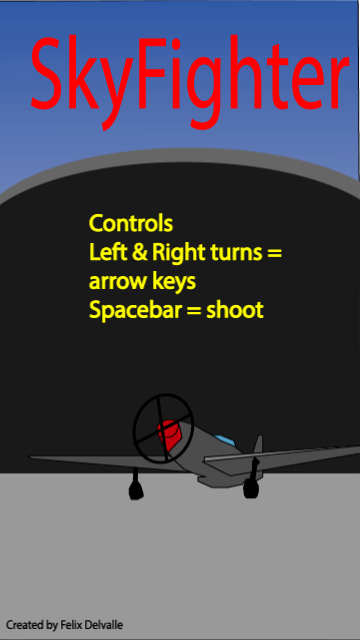 SkyFighter
Controls
Left & Right turns =
arrow keys
Spacebar = shoot
Created by Felix Delvalle